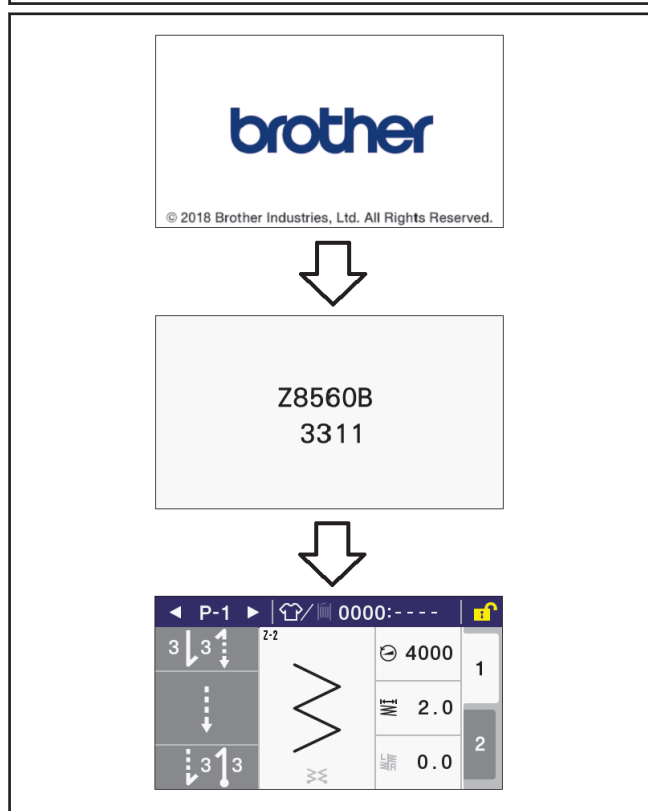 brother
© 2018 Brother Industries, Ltd. All Rights Reserved.
Z8560B
3311
P-1 / 0000:----
3 3
Z-2
4000
1
2.0
2
3 3
0.0